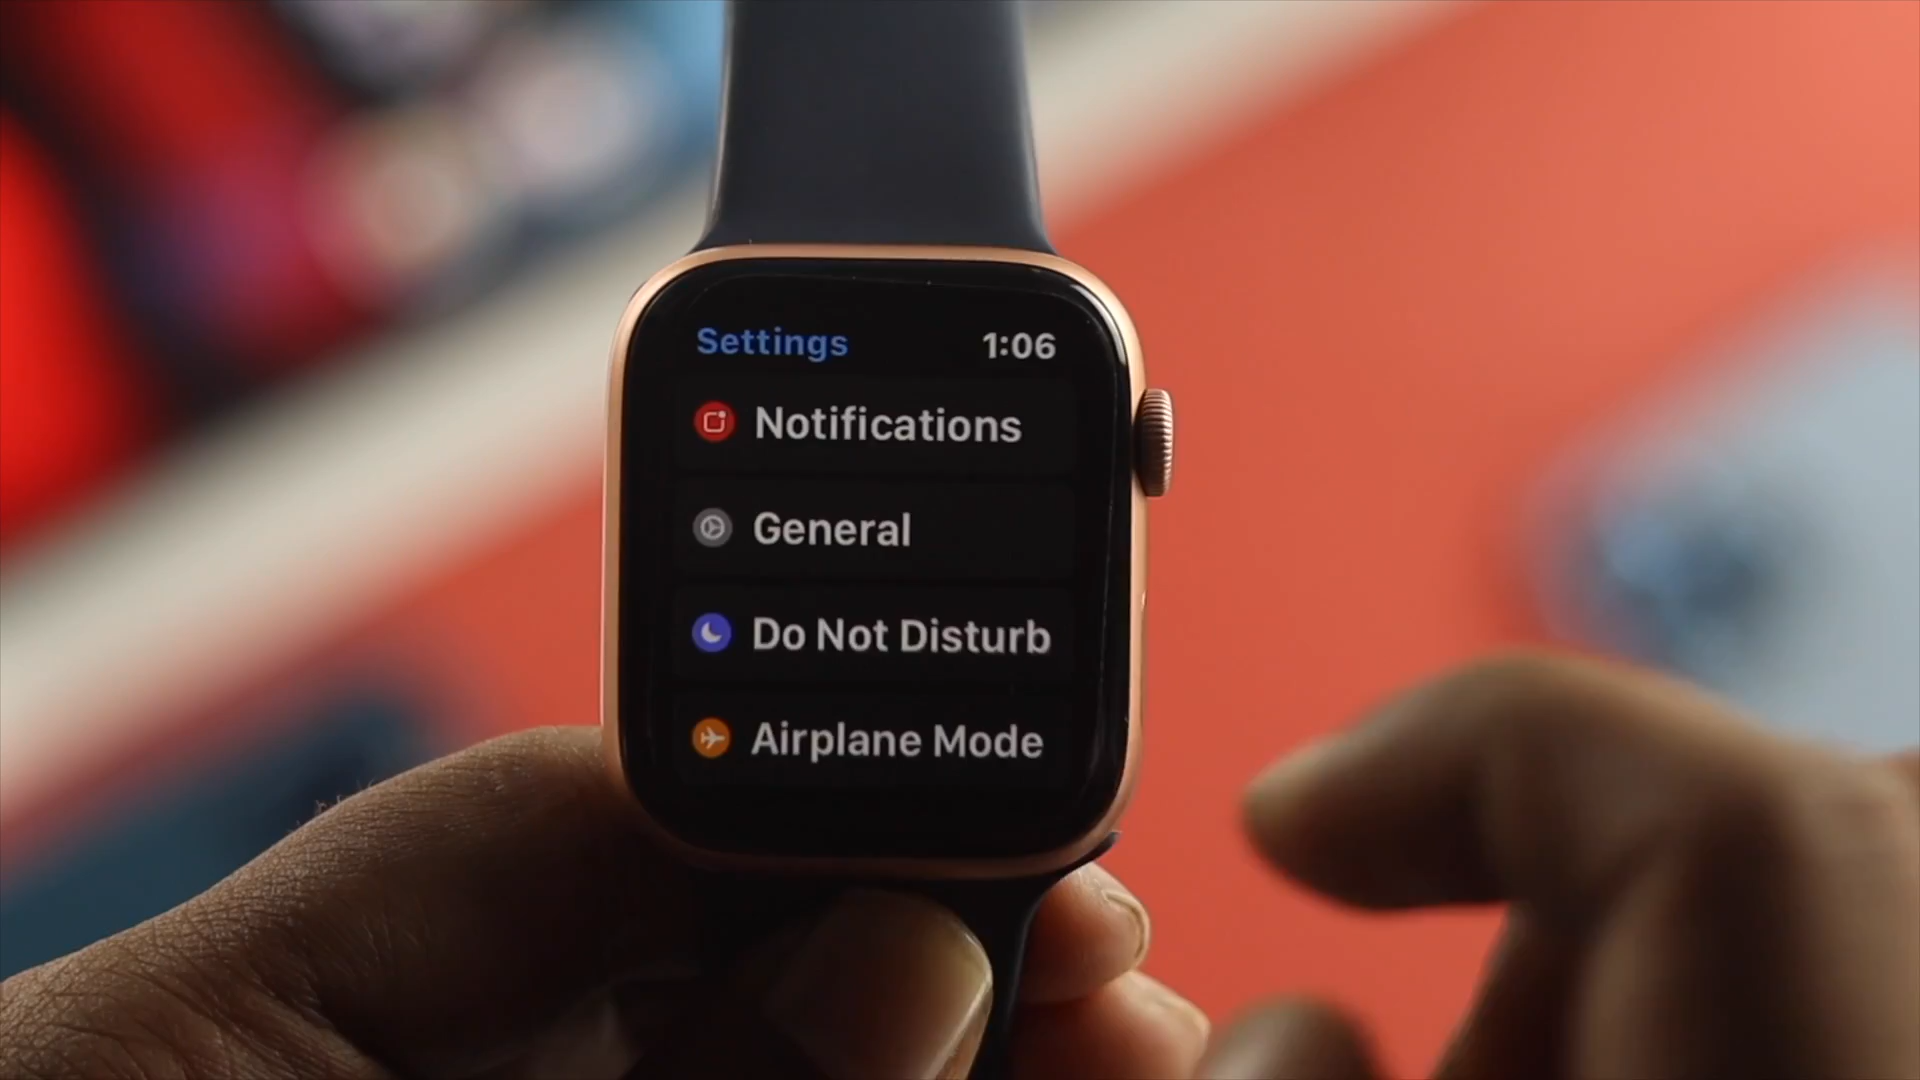 Settings 1:06
Notifications
General
Do Not Disturb
Airplane Mode